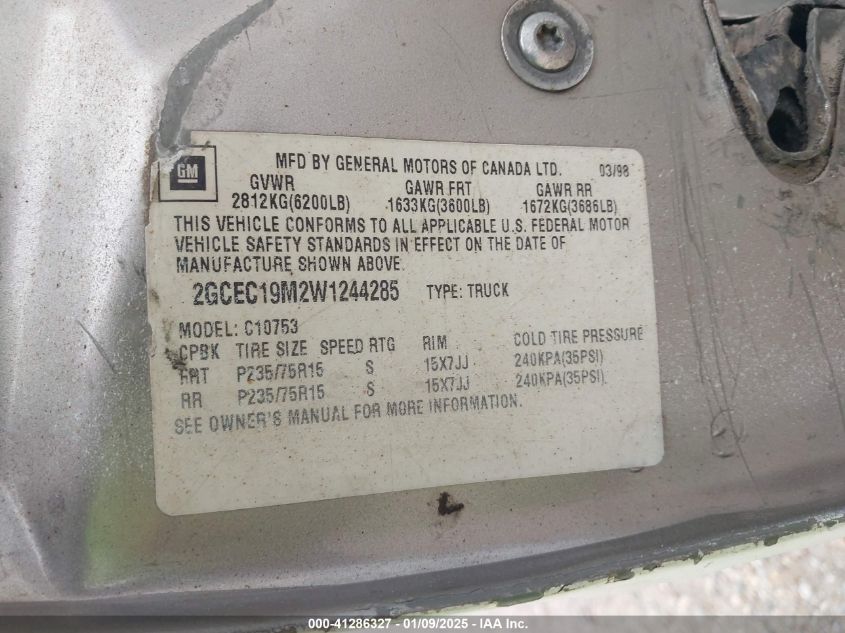 GM
MFD BY GENERAL MOTORS OF CANADA LTD. 03/98
GVWR GAWR FRT GAWR RR
2812KG(6200LB) 1633KG(3600LB) 1672KG(3686LB)
THIS VEHICLE CONFORMS TO ALL APPLICABLE U.S. FEDERAL MOTOR
VEHICLE SAFETY STANDARDS IN EFFECT ON THE DATE OF
MANUFACTURE SHOWN ABOVE.
2GCEC19M2W1244285 TYPE: TRUCK
MODEL: C10753
CPBK TIRE SIZE SPEED RTG RIM COLD TIRE PRESSURE
FRT P235/75R15 S 15X7JJ 240KPA(35PSI)
RR P235/75R15 S 15X7JJ 240KPA(35PSI).
SEE OWNER'S MANUAL FOR MORE INFORMATION.
000-41286327 - 01/09/2025 - IAA Inc.